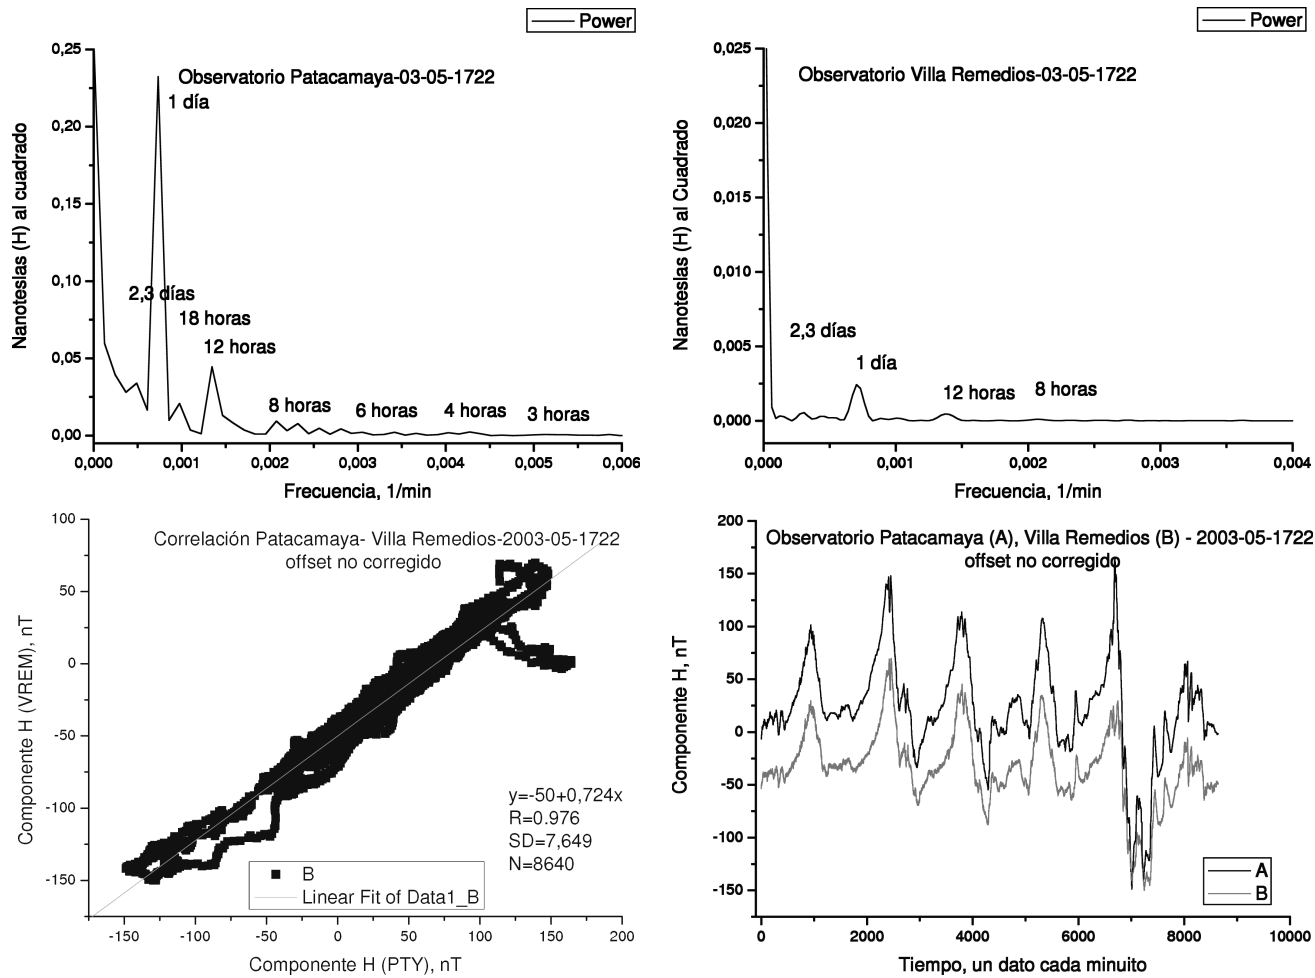 Power
0,25
Observatorio Patacamaya-03-05-1722
1 día
0,20
0,15
0,10
2,3 días
18 horas
12 horas
0,05
8 horas
6 horas
4 horas
3 horas
0,00
0,000
0,001
0,002
0,003
0,004
0,005
0,006
Nanoteslas (H) al cuadrado
Frecuencia, 1/min
Power
0,025
Observatorio Villa Remedios-03-05-1722
0,020
0,015
0,010
2,3 días
0,005
1 día
12 horas
8 horas
0,000
0,000
0,001
0,002
0,003
0,004
Nanoteslas (H) al Cuadrado
Frecuencia, 1/min
100
Correlación Patacamaya- Villa Remedios-2003-05-1722
offset no corregido
50
0
-50
-100
-150
y=-50+0,724x
R=0.976
SD=7,649
N=8640
B
Linear Fit of Data1_B
-150
-100
-50
0
50
100
150
200
Componente H (VREM), nT
Componente H (PTY), nT
200
Observatorio Patacamaya (A), Villa Remedios (B) - 2003-05-1722
offset no corregido
150
100
50
0
-50
-100
-150
A
B
0
2000
4000
6000
8000
10000
Componente H, nT
Tiempo, un dato cada minuito